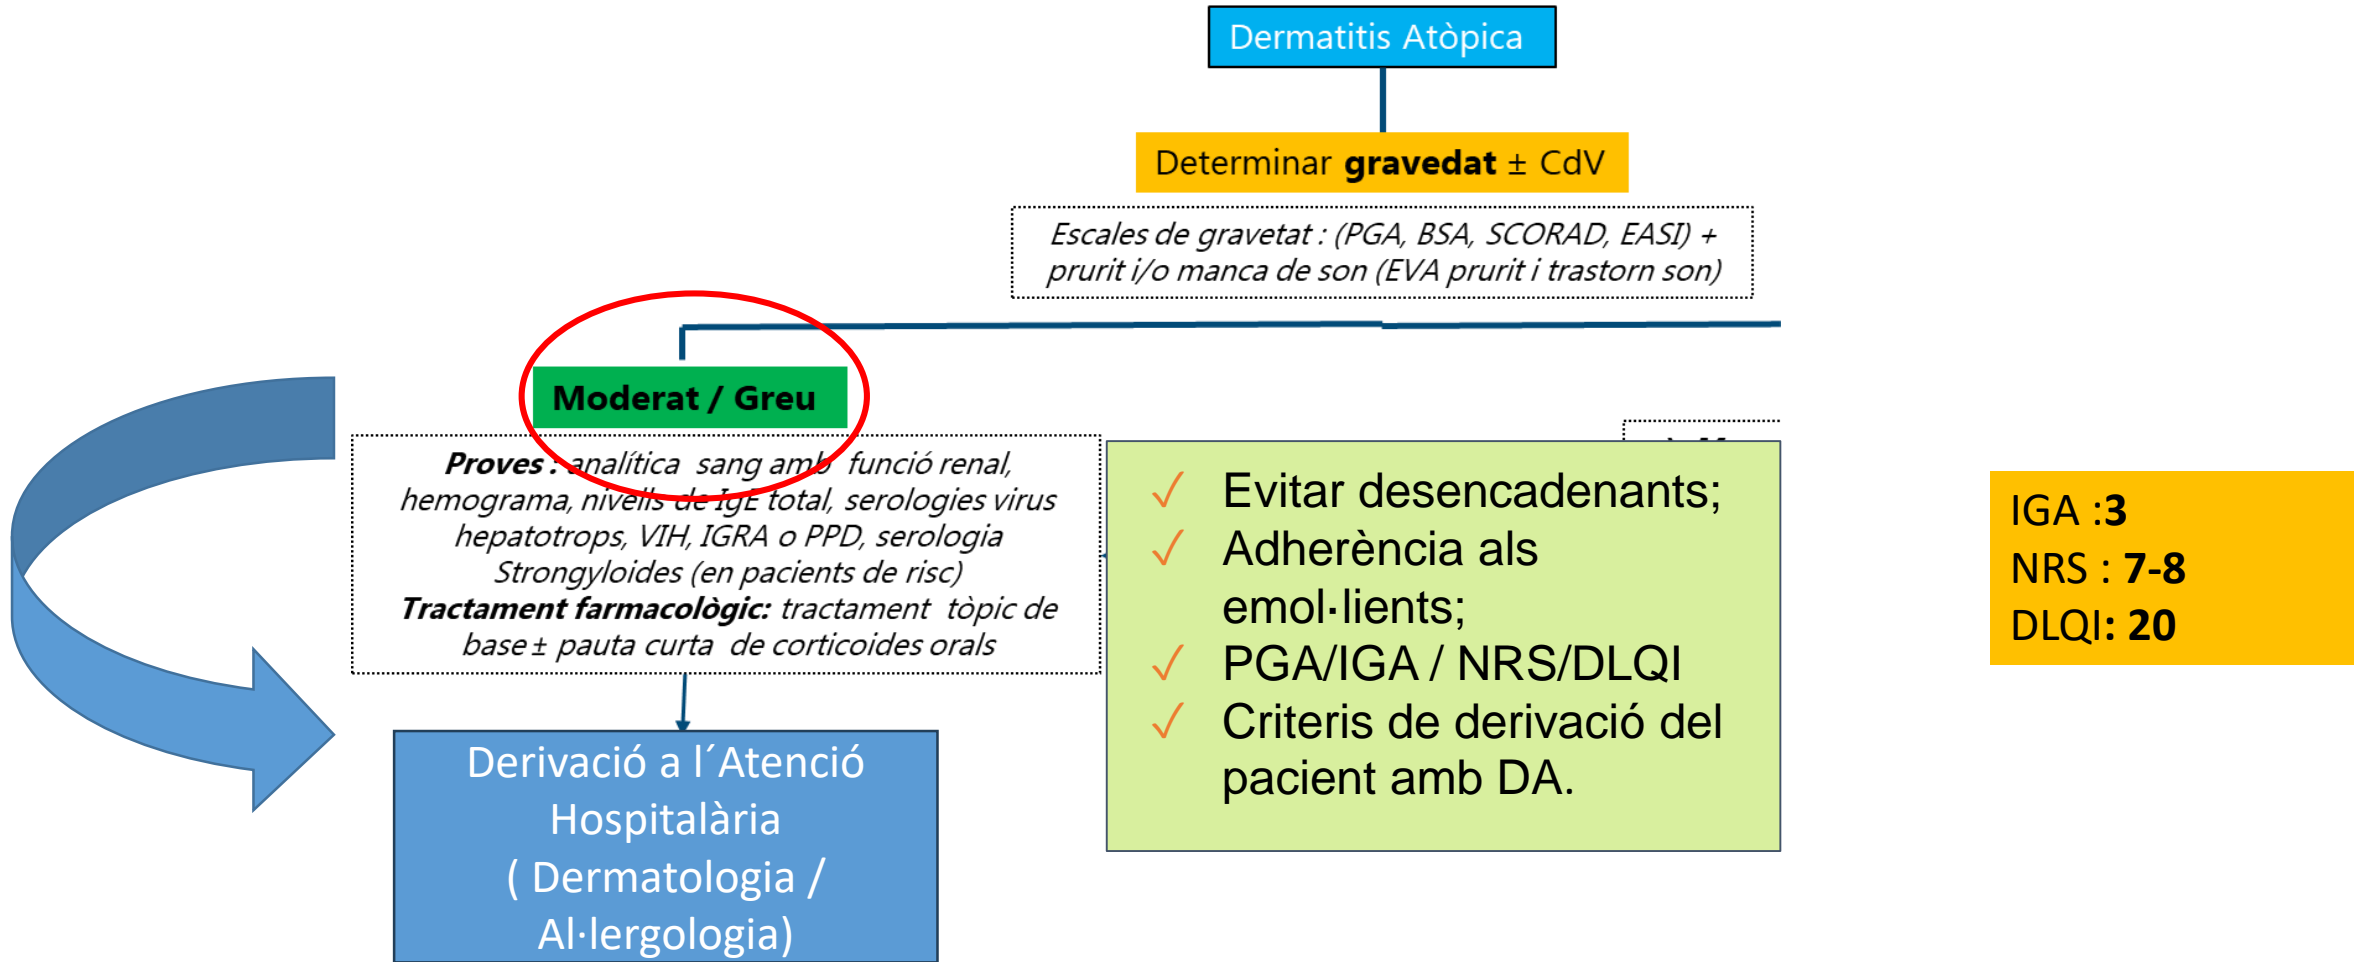 Dermatitis Atòpica
Determinar gravedat ± CdV
Escales de gravetat : (PGA, BSA, SCORAD, EASI) +
prurit i/o manca de son (EVA prurit i trastorn son)
Moderat / Greu
Proves : analítica sang amb funció renal,
hemograma, nivells de IgE total, serologies virus
hepatotrops, VIH, IGRA o PPD, serologia
Strongyloides (en pacients de risc)
Tractament farmacològic: tractament tòpic de
base ± pauta curta de corticoides orals
Derivació a l´Atenció
Hospitalària
( Dermatologia /
Al·lergologia)
✓ Evitar desencadenants;
✓ Adherència als
emol·lients;
✓ PGA/IGA / NRS/DLQI
✓ Criteris de derivació del
pacient amb DA.
IGA :3
NRS : 7-8
DLQI: 20